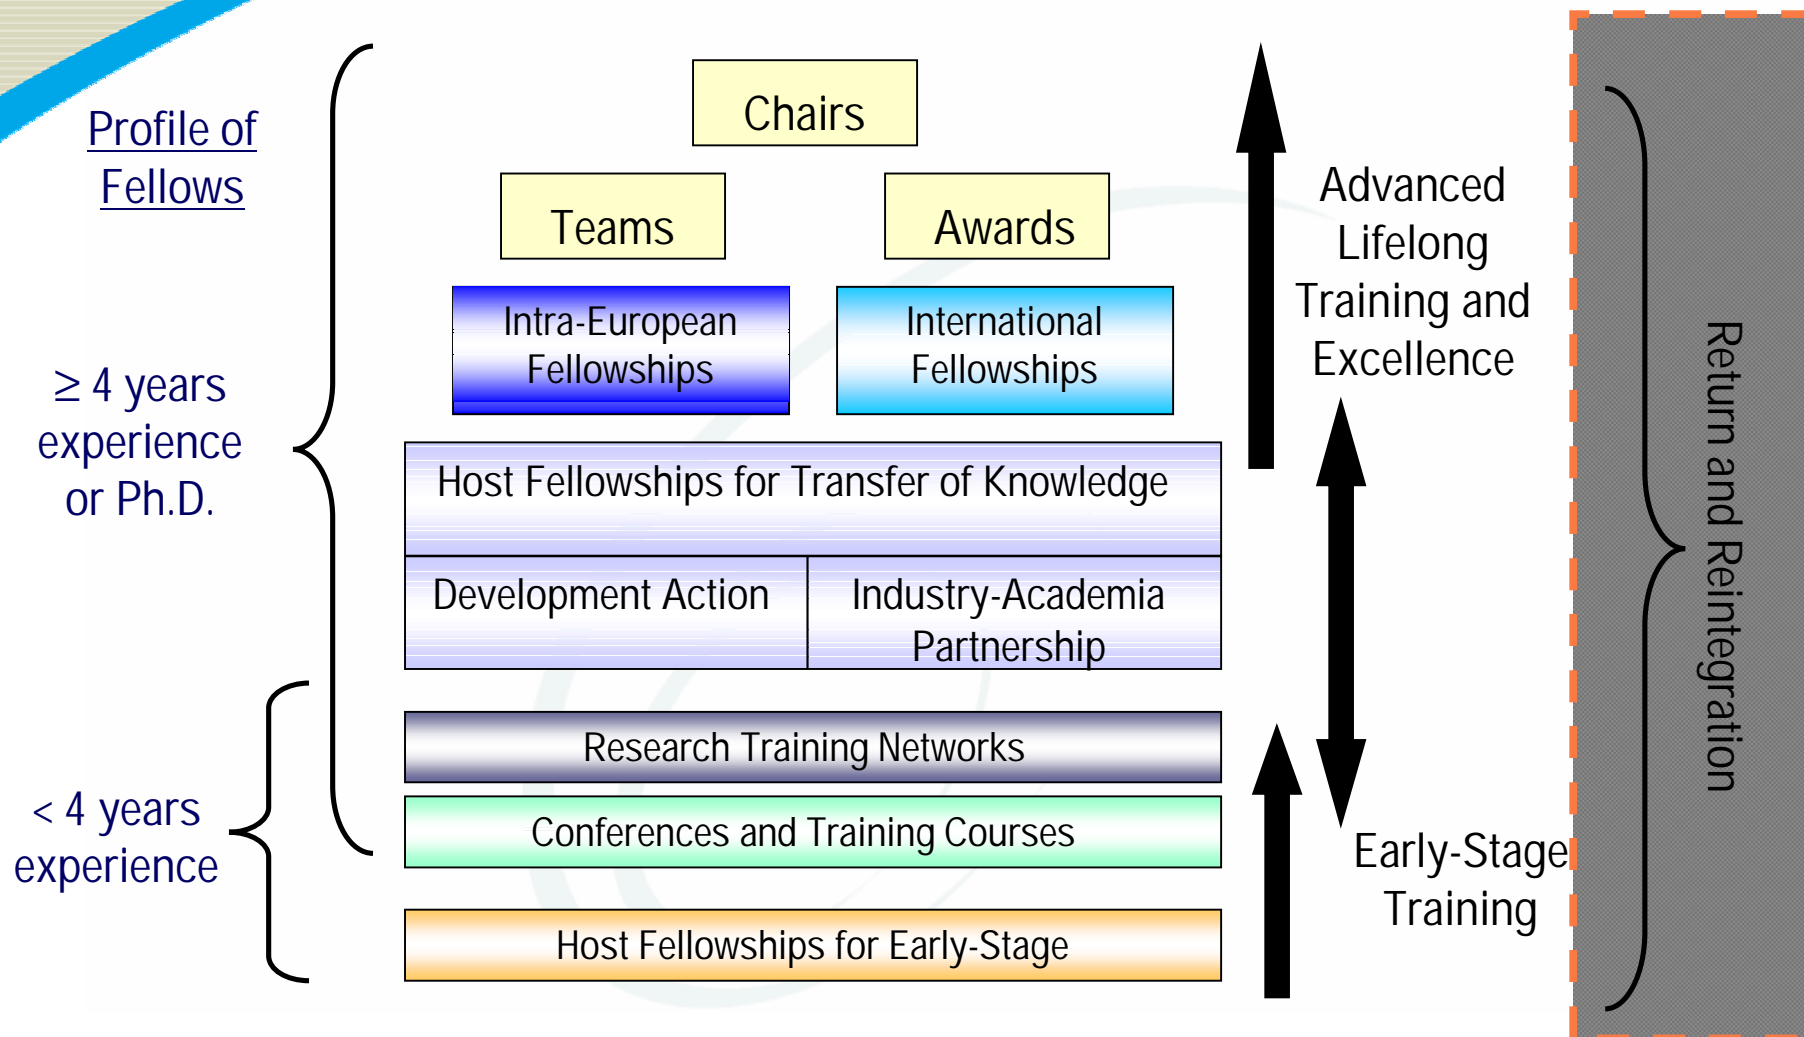 Profile of
Fellows
≥ 4 years
experience
or Ph.D.
< 4 years
experience
Chairs
Teams
Awards
Intra-European
Fellowships
International
Fellowships
Host Fellowships for Transfer of Knowledge
Development Action
Industry-Academia
Partnership
Research Training Networks
Conferences and Training Courses
Host Fellowships for Early-Stage
Advanced
Lifelong
Training and
Excellence
Early-Stage
Training
Return and Reintegration